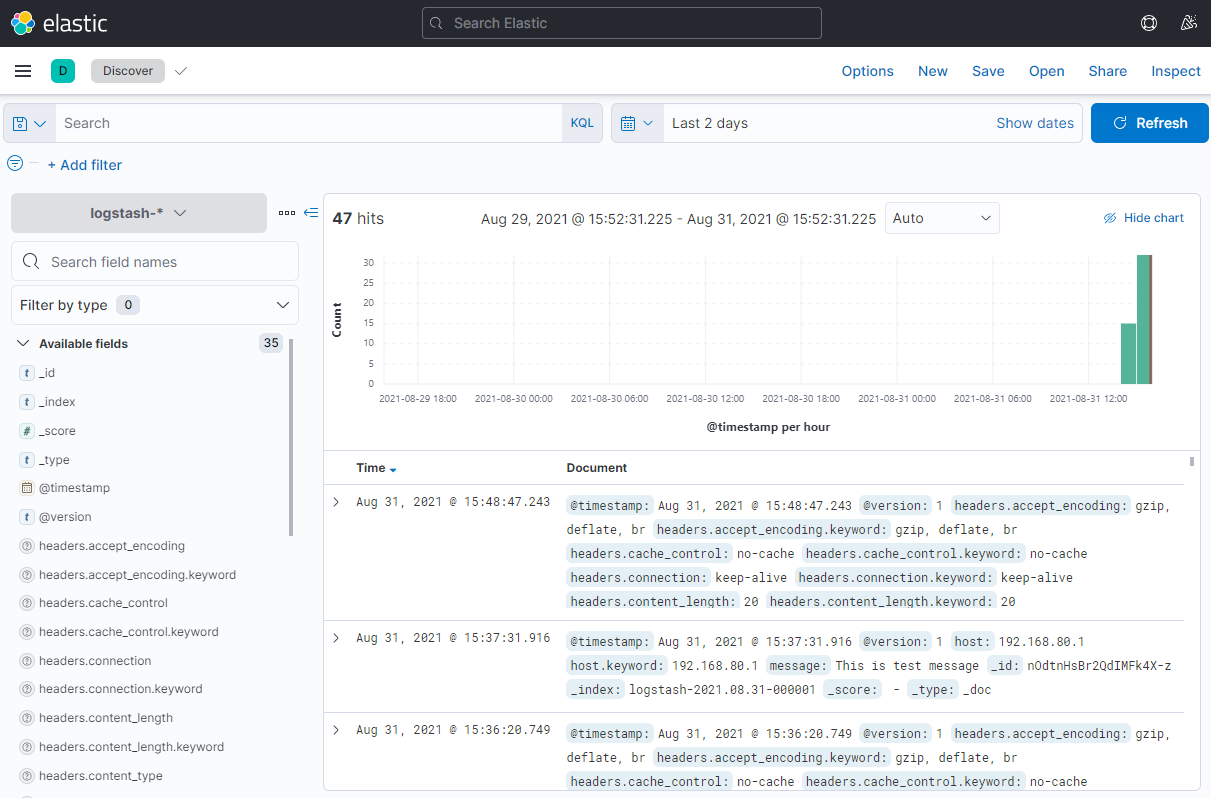 elastic
Search Elastic
D
Discover
Options New Save Open Share Inspect
Search KQL
Last 2 days Show dates
Refresh
+ Add filter
logstash-*
Search field names
Filter by type 0
Available fields 35
t _id
t _index
# _score
t _type
@timestamp
t @version
headers.accept_encoding
headers.accept_encoding.keyword
headers.cache_control
headers.cache_control.keyword
headers.connection
headers.connection.keyword
headers.content_length
headers.content_length.keyword
headers.content_type
47 hits
Aug 29, 2021 @ 15:52:31.225 - Aug 31, 2021 @ 15:52:31.225
Auto
Hide chart
Count
30
25
20
15
10
5
0
2021-08-29 18:00 2021-08-30 00:00 2021-08-30 06:00 2021-08-30 12:00 2021-08-30 18:00 2021-08-31 00:00 2021-08-31 06:00 2021-08-31 12:00
@timestamp per hour
Time Document
Aug 31, 2021 @ 15:48:47.243
@timestamp: Aug 31, 2021 @ 15:48:47.243 @version: 1 headers.accept_encoding: gzip,
deflate, br headers.accept_encoding.keyword: gzip, deflate, br
headers.cache_control: no-cache headers.cache_control.keyword: no-cache
headers.connection: keep-alive headers.connection.keyword: keep-alive
headers.content_length: 20 headers.content_length.keyword: 20
Aug 31, 2021 @ 15:37:31.916
@timestamp: Aug 31, 2021 @ 15:37:31.916 @version: 1 host: 192.168.80.1
host.keyword: 192.168.80.1 message: This is test message _id: nOdtnHsBr2QdIMFk4X-z
_index: logstash-2021.08.31-000001 _score: - _type: _doc
Aug 31, 2021 @ 15:36:20.749
@timestamp: Aug 31, 2021 @ 15:36:20.749 @version: 1 headers.accept_encoding: gzip,
deflate, br headers.accept_encoding.keyword: gzip, deflate, br
headers.cache_control: no-cache headers.cache_control.keyword: no-cache